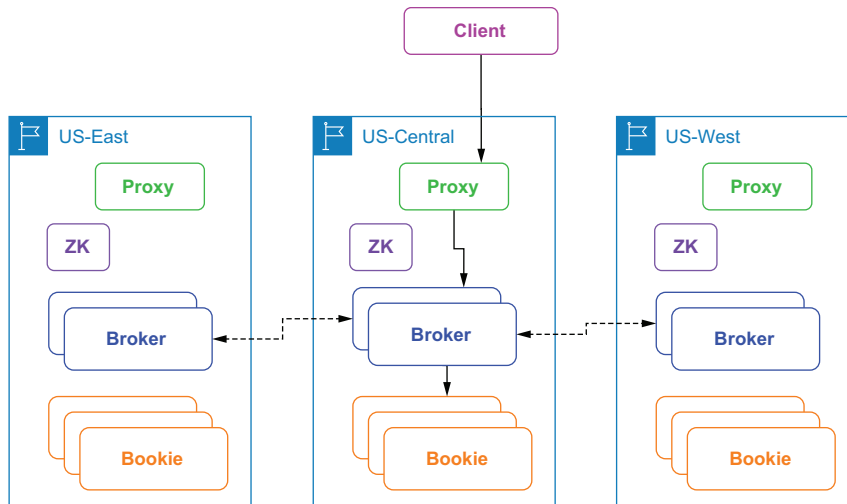 Client
US-East
US-Central
US-West
Proxy
Proxy
Proxy
ZK
ZK
ZK
Broker
Broker
Broker
Bookie
Bookie
Bookie